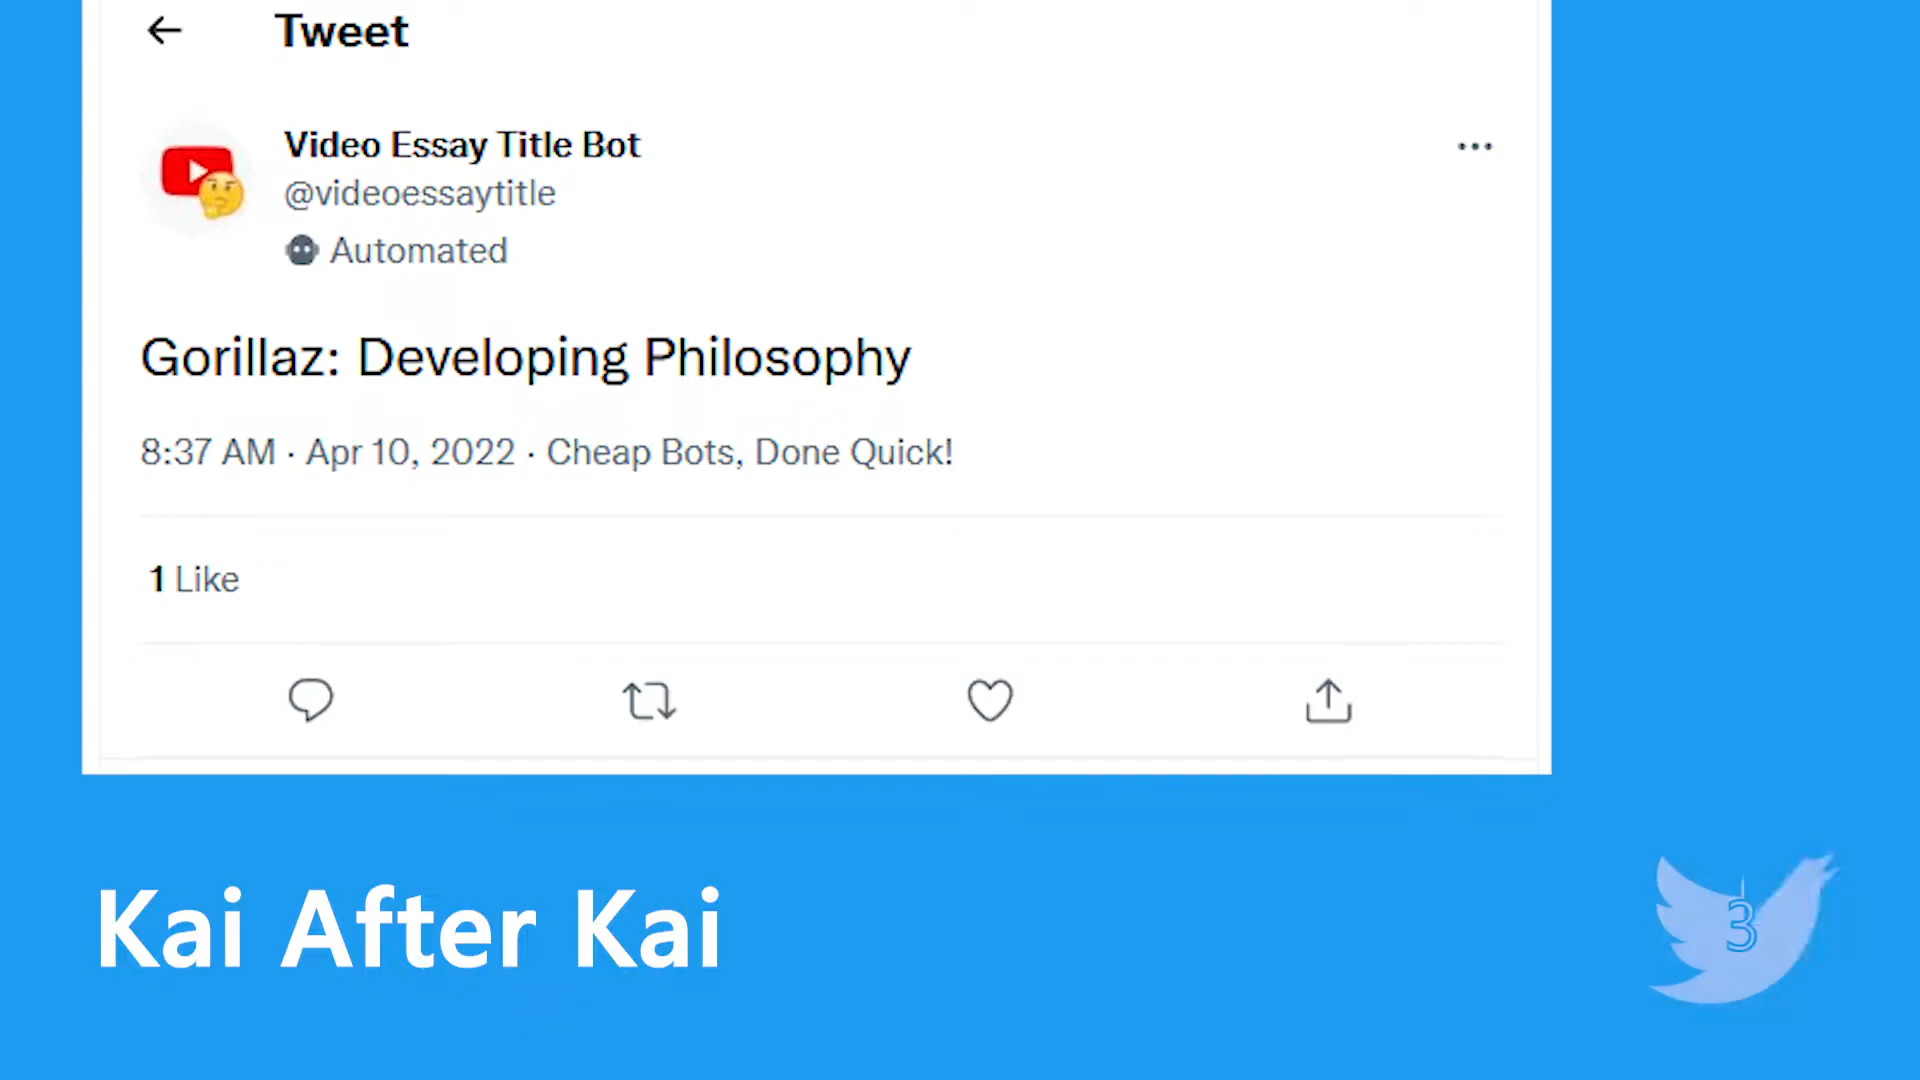 Tweet
Video Essay Title Bot
@videoessaytitle
Automated
Gorillaz: Developing Philosophy
8:37 AM · Apr 10, 2022 · Cheap Bots, Done Quick!
1 Like
Kai After Kai
3